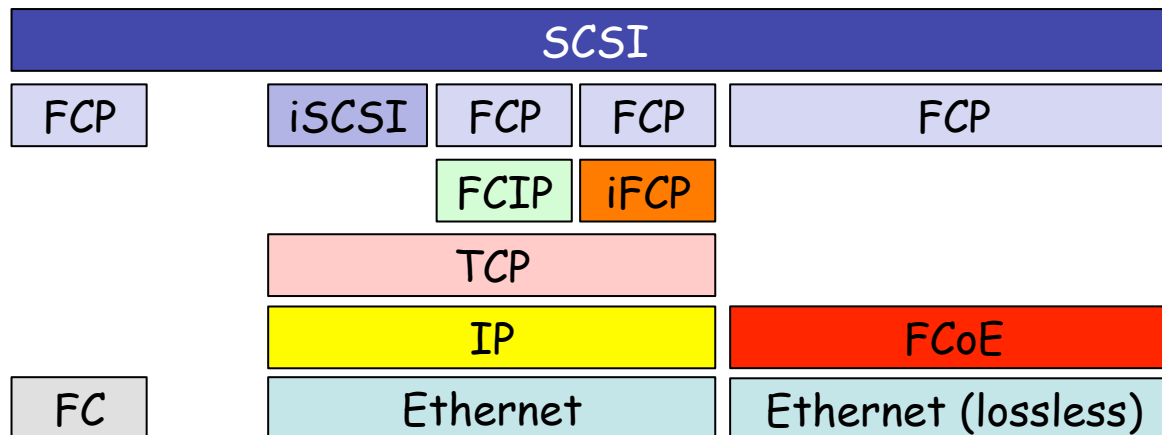 SCSI
FCP iSCSI FCP FCP FCP
FCIP iFCP
TCP
IP FCoE
FC Ethernet Ethernet (lossless)